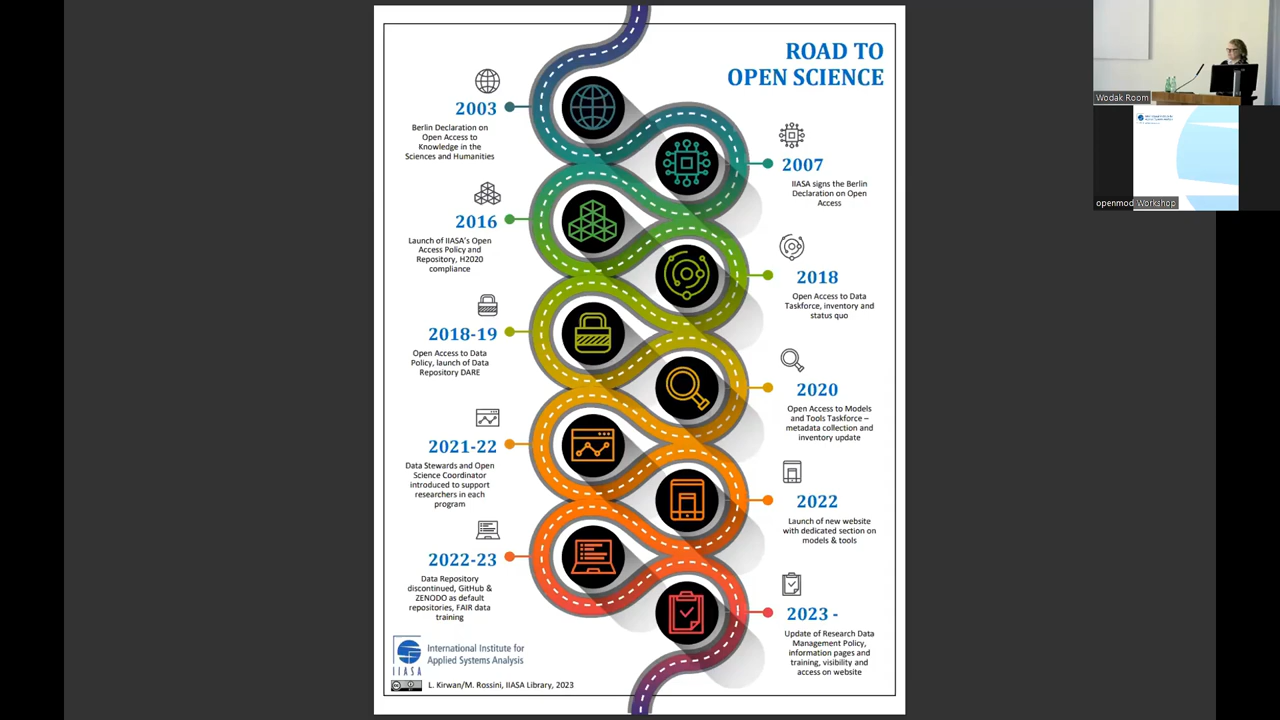 ROAD TO
OPEN SCIENCE
2003
Berlin Declaration on
Open Access to
Knowledge in the
Sciences and Humanities
2007
IIASA signs the Berlin
Declaration on Open
Access
2016
Launch of IIASA's Open
Access Policy and
Repository, H2020
compliance
2018
Open Access to Data
Taskforce, inventory and
status quo
2018-19
Open Access to Data
Policy, launch of Data
Repository DARE
2020
Open Access to Models
and Tools Taskforce –
metadata collection and
inventory update
2021-22
Data Stewards and Open
Science Coordinator
introduced to support
researchers in each
program
2022
Launch of new website
with dedicated section on
models & tools
2022-23
Data Repository
discontinued, GitHub &
ZENODO as default
repositories, FAIR data
training
2023 -
Update of Research Data
Management Policy,
information pages and
training, visibility and
access on website
IIASA
International Institute for
Applied Systems Analysis
L. Kirwan/M. Rossini, IIASA Library, 2023
Wodak Room
openmod Workshop